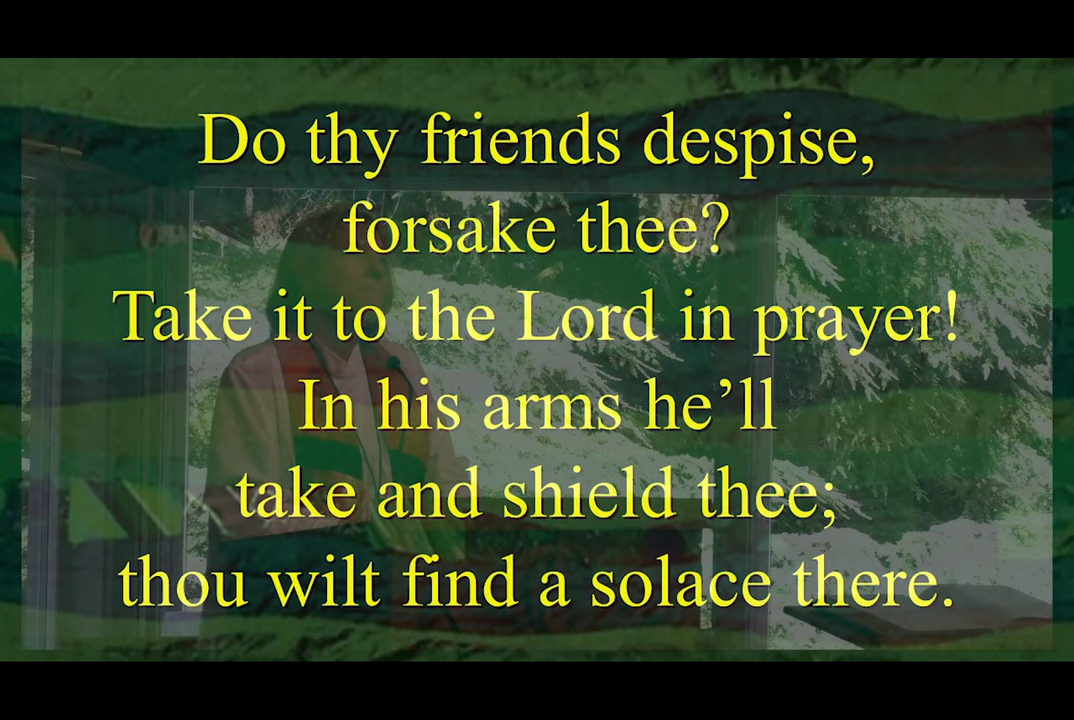 Do thy friends despise,
forsake thee?
Take it to the Lord in prayer!
In his arms he’ll
take and shield thee;
thou wilt find a solace there.